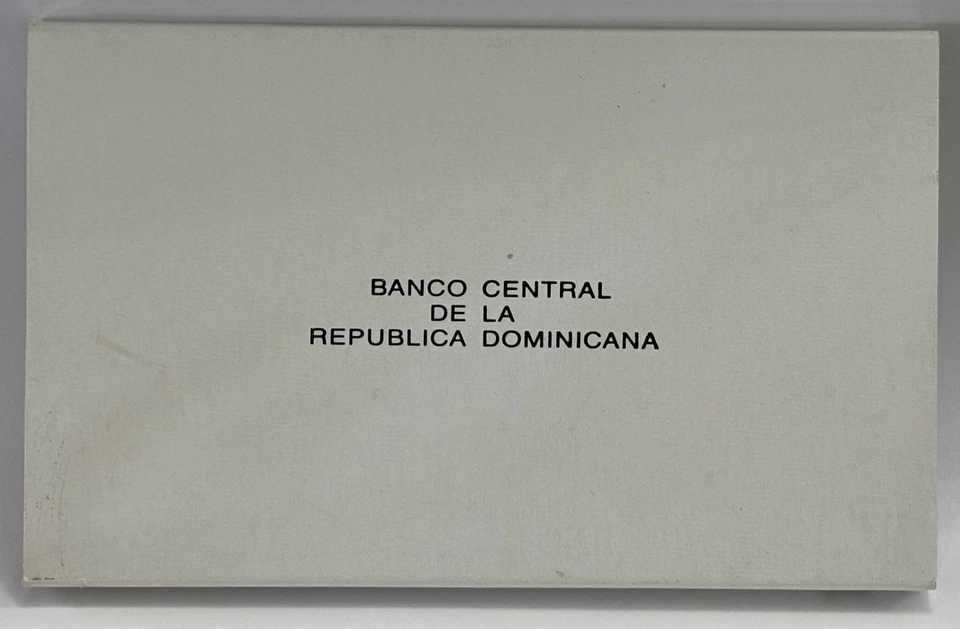 BANCO CENTRAL
DE LA
REPUBLICA DOMINICANA